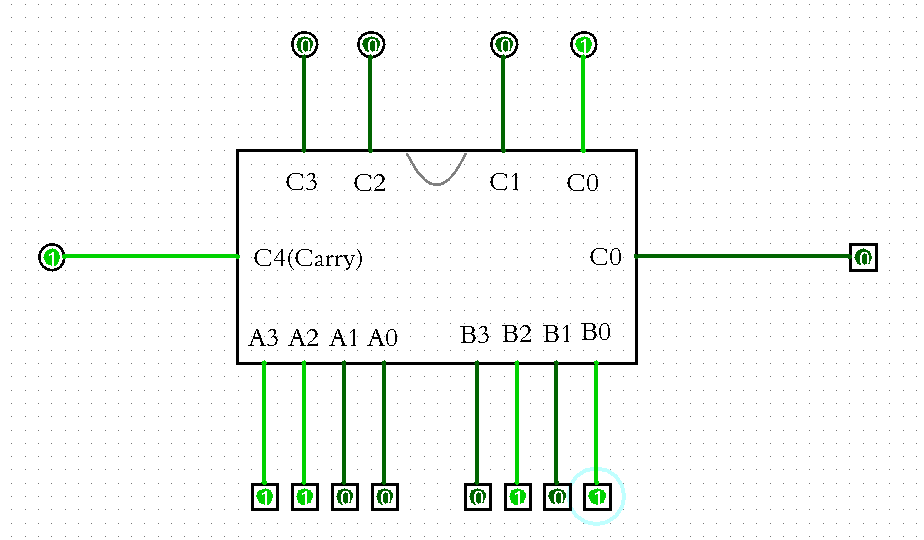 0 0 0 1
C3 C2 C1 C0
1 C4(Carry) C0 0
A3 A2 A1 A0 B3 B2 B1 B0
1 1 0 0 0 1 0 1